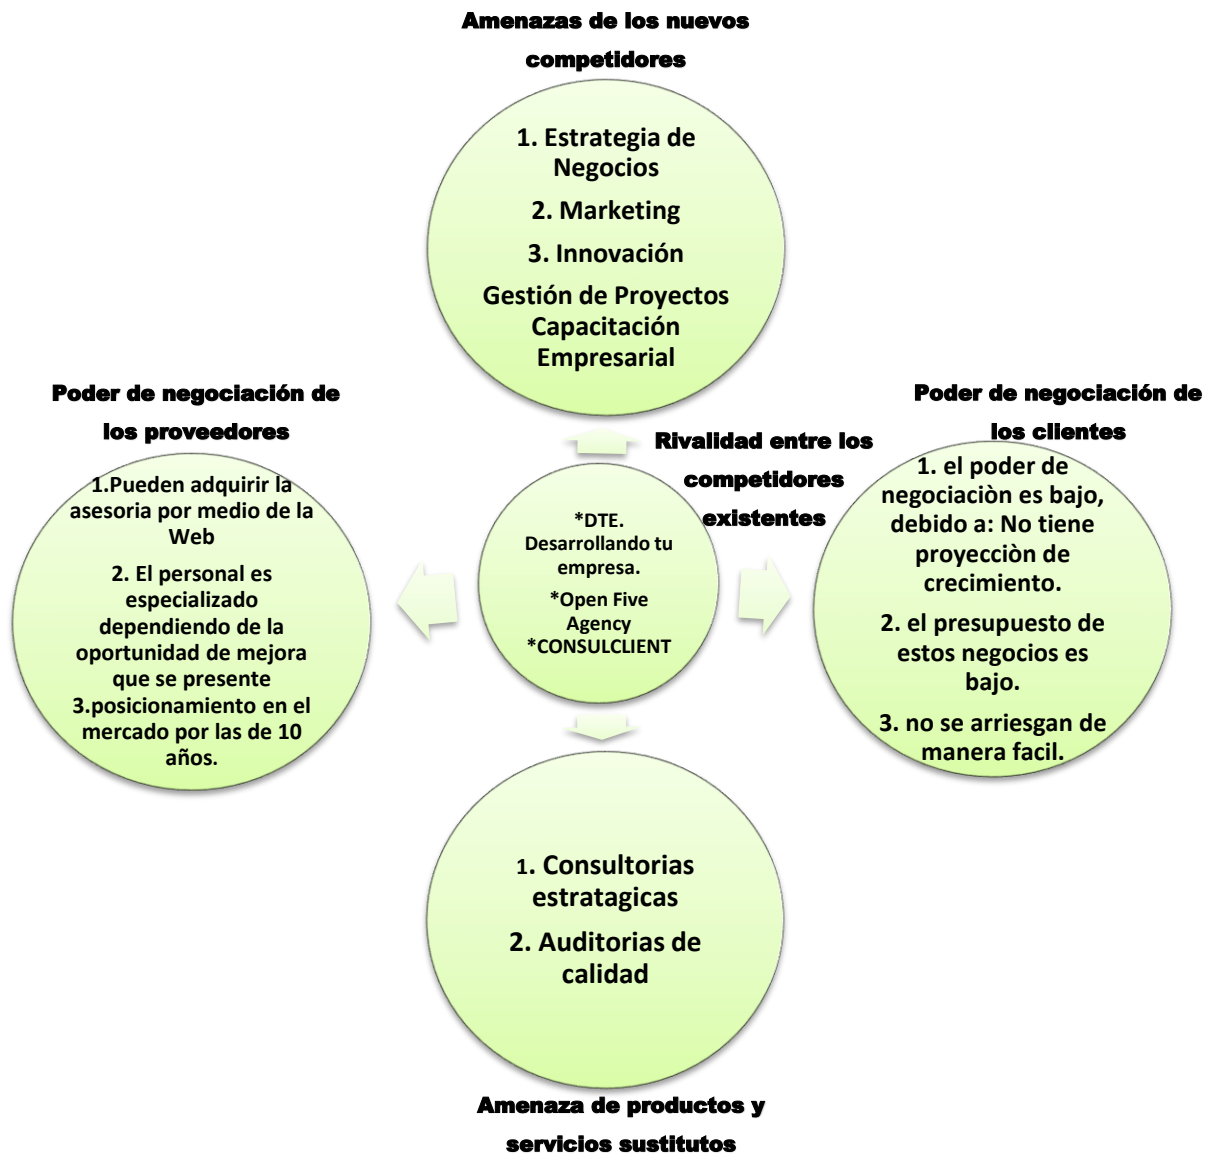 Amenazas de los nuevos
competidores
1. Estrategia de
Negocios
2. Marketing
3. Innovación
Gestión de Proyectos
Capacitación
Empresarial
Poder de negociación de
los proveedores
1.Pueden adquirir la
asesoria por medio de la
Web
2. El personal es
especializado
dependiendo de la
oportunidad de mejora
que se presente
3.posicionamiento en el
mercado por las de 10
años.
Rivalidad entre los
competidores
existentes
*DTE.
Desarrollando tu
empresa.
*Open Five
Agency
*CONSULCLIENT
Poder de negociación de
los clientes
1. el poder de
negociaciòn es bajo,
debido a: No tiene
proyecciòn de
crecimiento.
2. el presupuesto de
estos negocios es
bajo.
3. no se arriesgan de
manera facil.
1. Consultorias
estratagicas
2. Auditorias de
calidad
Amenaza de productos y
servicios sustitutos